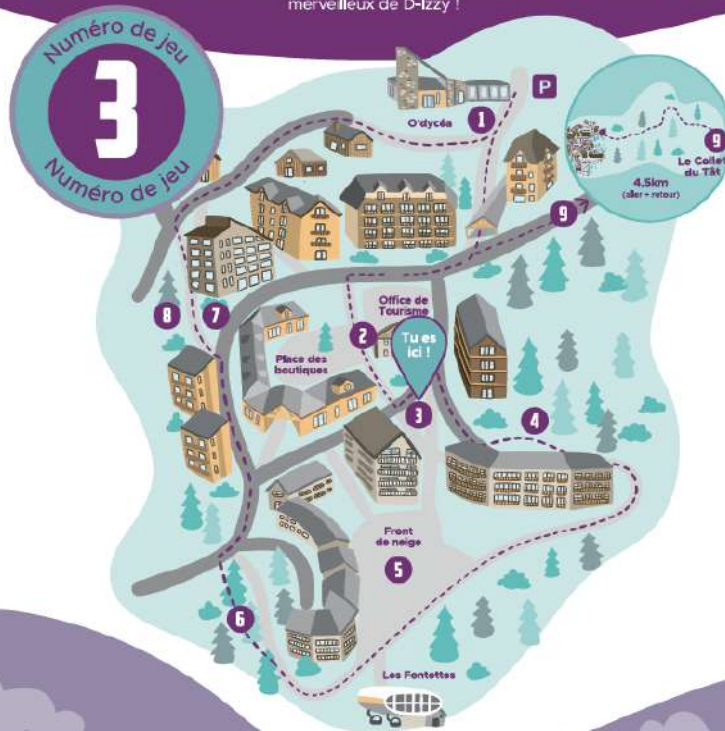 merveilleux de D-Izzy !
Numéro de jeu
3
Numéro de jeu
O'dycéa
1
P
9
Le Collet
du Tât
4.5km
(aller + retour)
9
8
7
Office de
Tourisme
2
Tu es
ici !
Place des
boutiques
3
4
Front
de neige
5
6
Les Fontettes